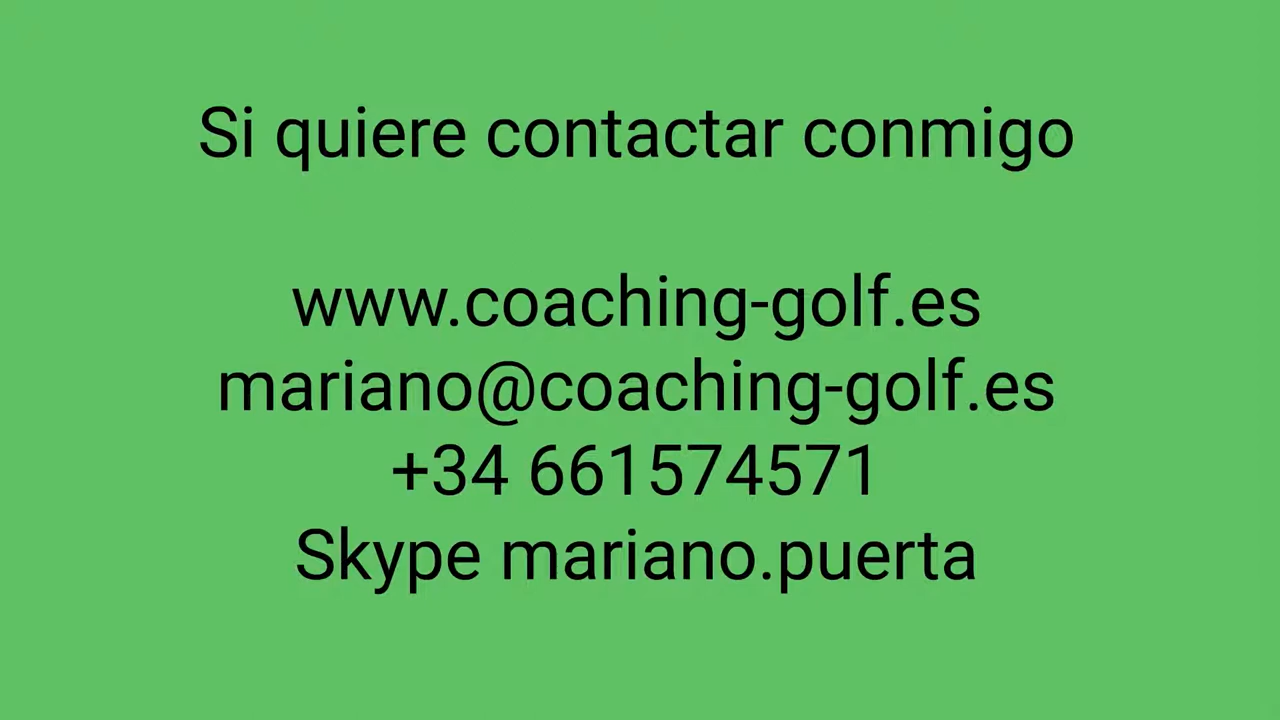 Si quiere contactar conmigo
www.coaching-golf.es
mariano@coaching-golf.es
+34 661574571
Skype mariano.puerta